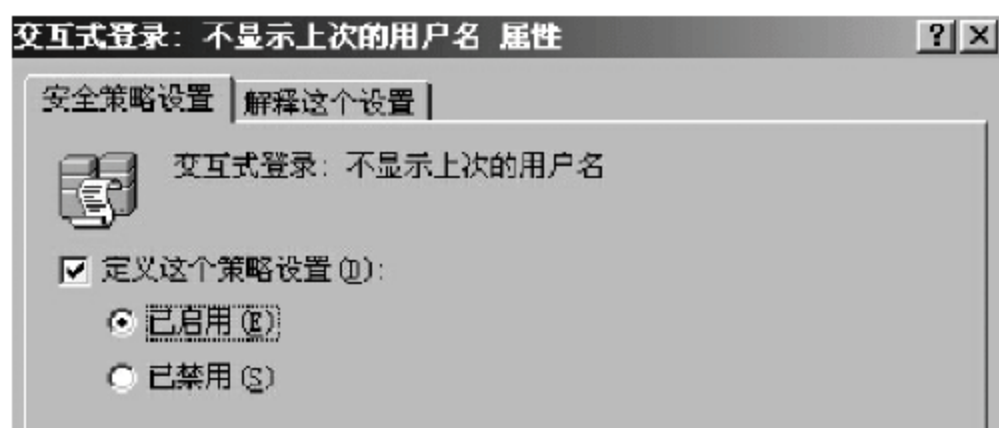 交互式登录：不显示上次的用户名 属性
? ×
安全策略设置 解释这个设置
交互式登录：不显示上次的用户名
定义这个策略设置(D)：
已启用(E)
已禁用(S)